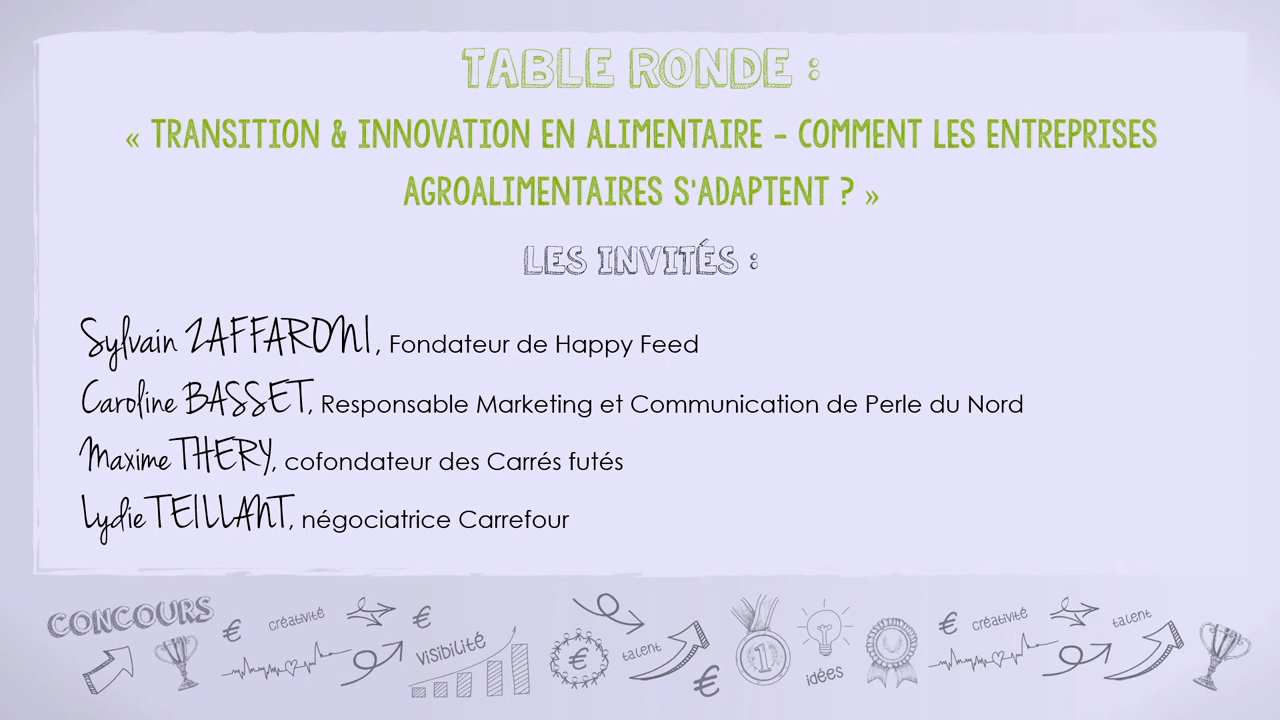 TABLE RONDE :
« TRANSITION & INNOVATION EN ALIMENTAIRE - COMMENT LES ENTREPRISES
AGROALIMENTAIRES S'ADAPTENT ? »
LES INVITÉS :
Sylvain ZAFFARONI, Fondateur de Happy Feed
Caroline BASSET, Responsable Marketing et Communication de Perle du Nord
Maxime THERY, cofondateur des Carrés futés
Lydie TEILLANT, négociatrice Carrefour
CONCOURS
€
créativité
€
visibilité
€
talent
€
1
idées
€
créativité
talent